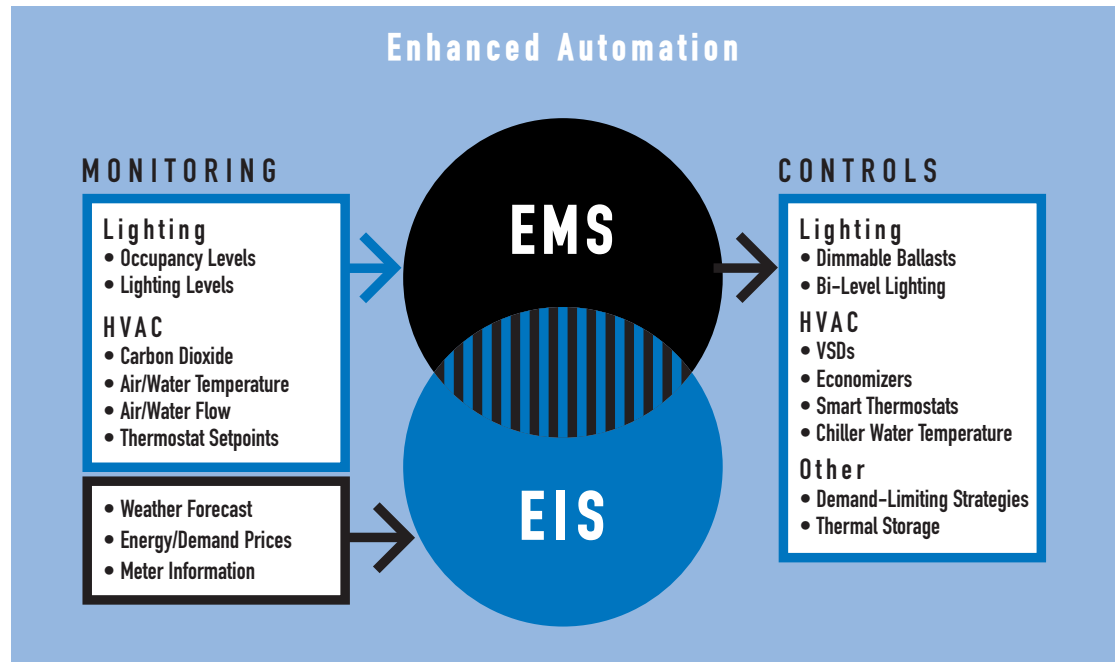 Enhanced Automation
MONITORING
Lighting
• Occupancy Levels
• Lighting Levels
HVAC
• Carbon Dioxide
• Air/Water Temperature
• Air/Water Flow
• Thermostat Setpoints
• Weather Forecast
• Energy/Demand Prices
• Meter Information
EMS
EIS
CONTROLS
Lighting
• Dimmable Ballasts
• Bi-Level Lighting
HVAC
• VSDs
• Economizers
• Smart Thermostats
• Chiller Water Temperature
Other
• Demand-Limiting Strategies
• Thermal Storage